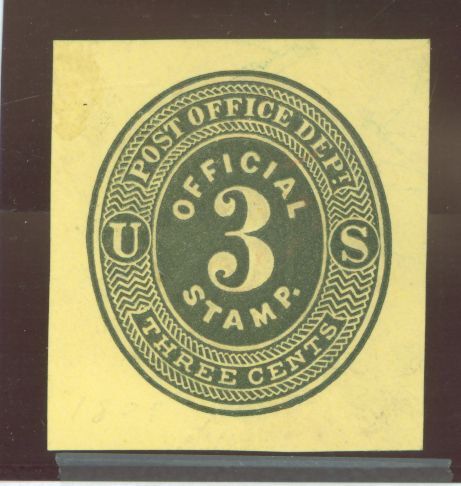 POST OFFICE DEPT
OFFICIAL
U 3 S
STAMP.
THREE CENTS